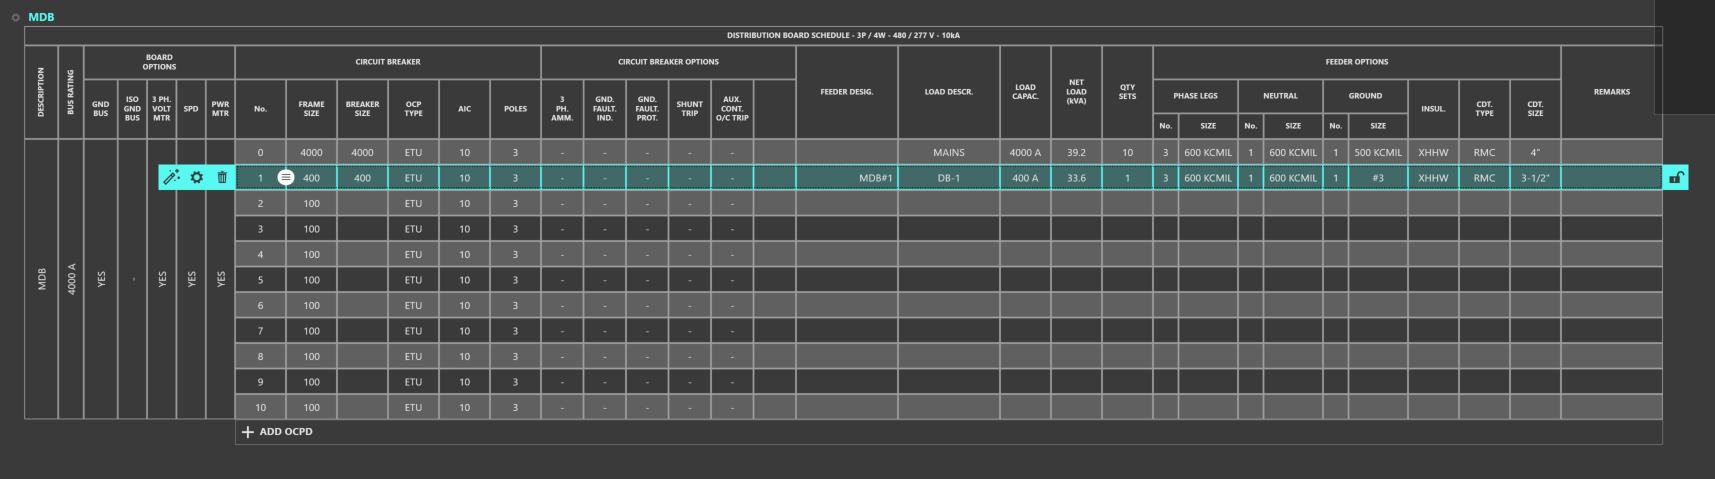 MDB
DISTRIBUTION BOARD SCHEDULE - 3P / 4W - 480 / 277 V - 10kA
DESCRIPTION
BUS RATING
BOARD
OPTIONS
CIRCUIT BREAKER
CIRCUIT BREAKER OPTIONS
FEEDER DESIG.
LOAD DESCR.
LOAD
CAPAC.
NET
LOAD
(kVA)
QTY
SETS
FEEDER OPTIONS
REMARKS
GND
BUS
ISO
GND
BUS
3 PH.
VOLT
MTR
SPD
PWR
MTR
No.
FRAME
SIZE
BREAKER
SIZE
OCP
TYPE
AIC
POLES
3
PH.
AMM.
GND.
FAULT.
IND.
GND.
FAULT.
PROT.
SHUNT
TRIP
AUX.
CONT.
O/C TRIP
PHASE LEGS
NEUTRAL
GROUND
INSUL.
CDT.
TYPE
CDT.
SIZE
No. SIZE No. SIZE No. SIZE
MDB
4000 A
YES
-
YES
YES
YES
0 4000 4000 ETU 10 3 - - - - - MAINS 4000 A 39.2 10 3 600 KCMIL 1 600 KCMIL 1 500 KCMIL XHHW RMC 4"
1 400 400 ETU 10 3 - - - - - MDB#1 DB-1 400 A 33.6 1 3 600 KCMIL 1 600 KCMIL 1 #3 XHHW RMC 3-1/2"
2 100 ETU 10 3 - - - - -
3 100 ETU 10 3 - - - - -
4 100 ETU 10 3 - - - - -
5 100 ETU 10 3 - - - - -
6 100 ETU 10 3 - - - - -
7 100 ETU 10 3 - - - - -
8 100 ETU 10 3 - - - - -
9 100 ETU 10 3 - - - - -
10 100 ETU 10 3 - - - - -
ADD OCPD